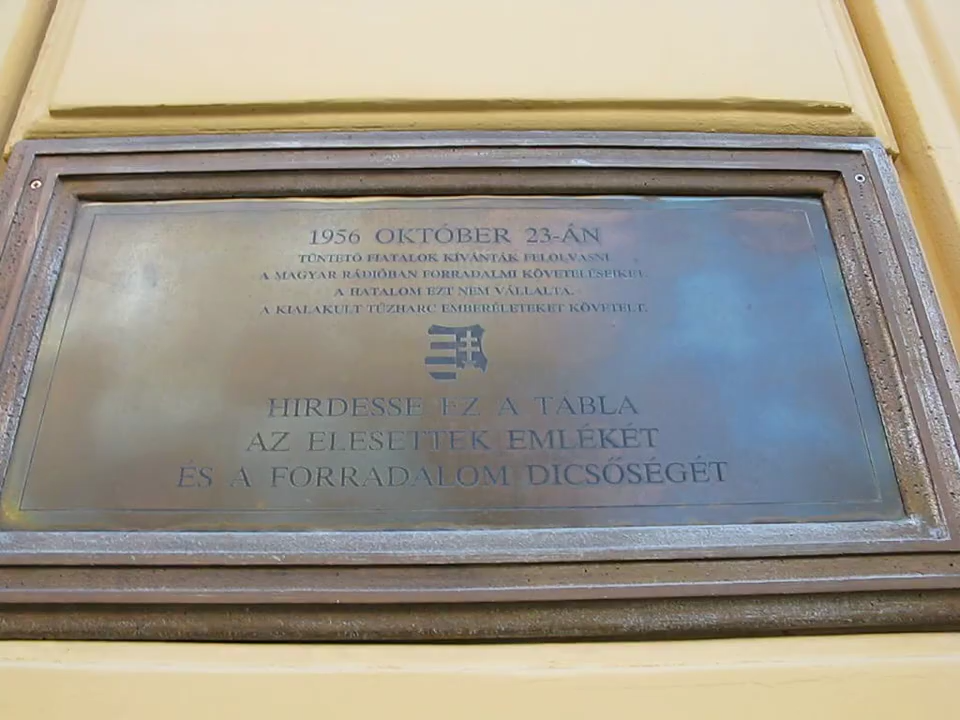 1956 OKTÓBER 23-ÁN
TÜNTETŐ FIATALOK KÍVÁNTÁK FELOLVASNI
A MAGYAR RÁDIÓBAN FORRADALMI KÖVETELÉSEIKET.
A HATALOM EZT NEM VÁLLALTA.
A KIALAKULT TŰZHARC EMBERÉLETEKET KÖVETELT.
HIRDESSE EZ A TÁBLA
AZ ELESETTEK EMLÉKÉT
ÉS A FORRADALOM DICSŐSÉGÉT